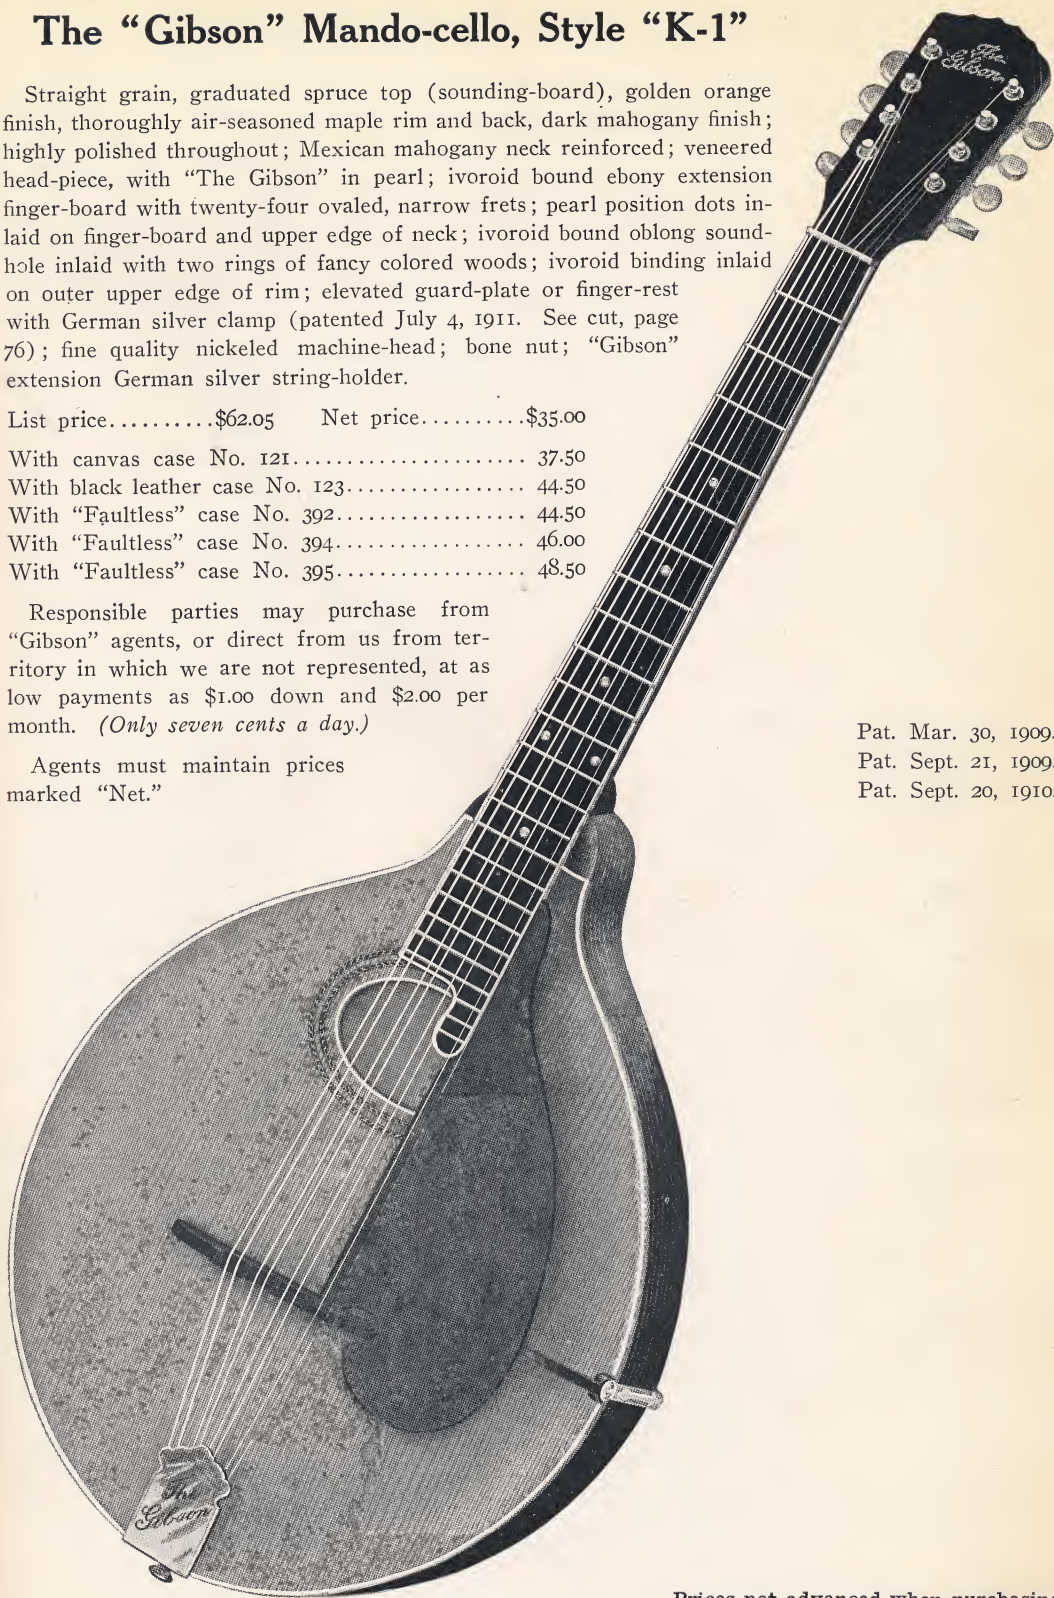 The “Gibson” Mando-cello, Style “K-1”
The
Gibson
Straight grain, graduated spruce top (sounding-board), golden orange
finish, thoroughly air-seasoned maple rim and back, dark mahogany finish;
highly polished throughout; Mexican mahogany neck reinforced; veneered
head-piece, with “The Gibson” in pearl; ivoroid bound ebony extension
finger-board with twenty-four ovaled, narrow frets; pearl position dots in-
laid on finger-board and upper edge of neck; ivoroid bound oblong sound-
hole inlaid with two rings of fancy colored woods; ivoroid binding inlaid
on outer upper edge of rim; elevated guard-plate or finger-rest
with German silver clamp (patented July 4, 1911. See cut, page
76); fine quality nickeled machine-head; bone nut; “Gibson”
extension German silver string-holder.
List price..........$62.05 Net price..........$35.00
With canvas case No. 121...................... 37.50
With black leather case No. 123................. 44.50
With “Faultless” case No. 392.................. 44.50
With “Faultless” case No. 394.................. 46.00
With “Faultless” case No. 395.................. 48.50
Responsible parties may purchase from
“Gibson” agents, or direct from us from ter-
ritory in which we are not represented, at as
low payments as $1.00 down and $2.00 per
month. (Only seven cents a day.)
Agents must maintain prices
marked “Net.”
Pat. Mar. 30, 1909.
Pat. Sept. 21, 1909.
Pat. Sept. 20, 1910.
The
Gibson
Prices not advanced when purchasing